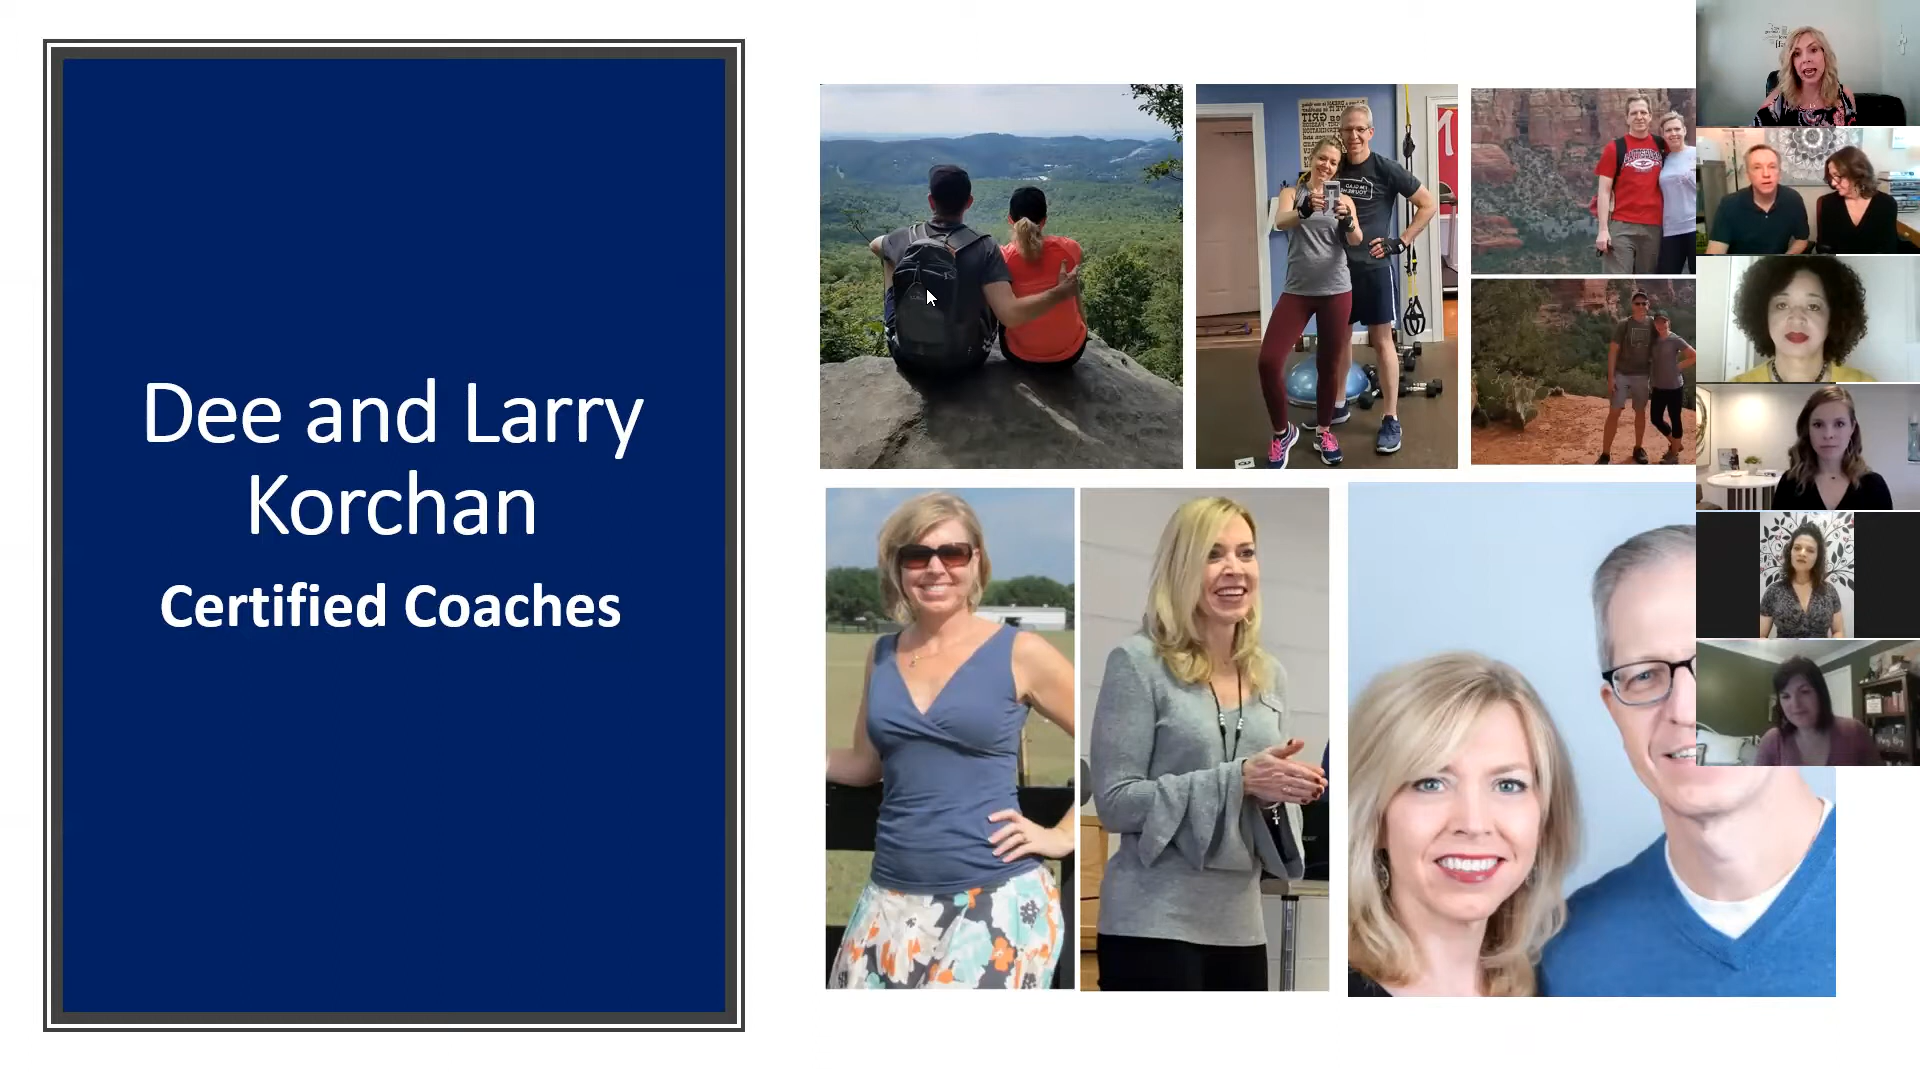 Dee and Larry
Korchan
Certified Coaches